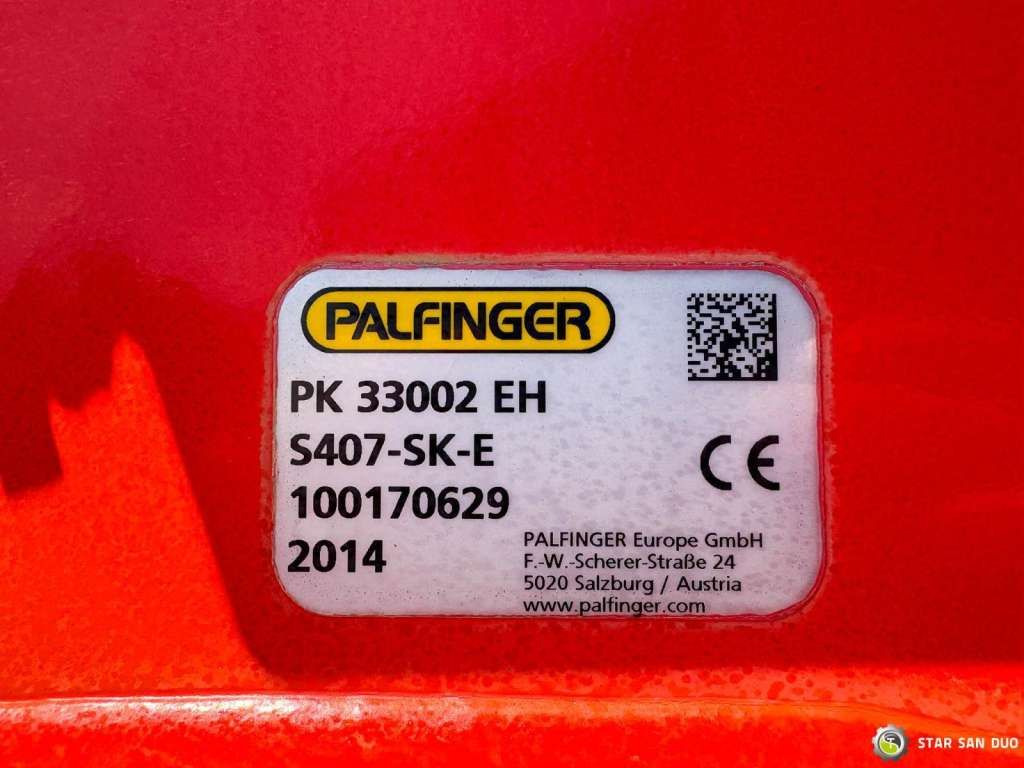 PALFINGER
PK 33002 EH
S407-SK-E
100170629
2014
CE
PALFINGER Europe GmbH
F.-W.-Scherer-Straße 24
5020 Salzburg / Austria
www.palfinger.com
STAR SAN DUO